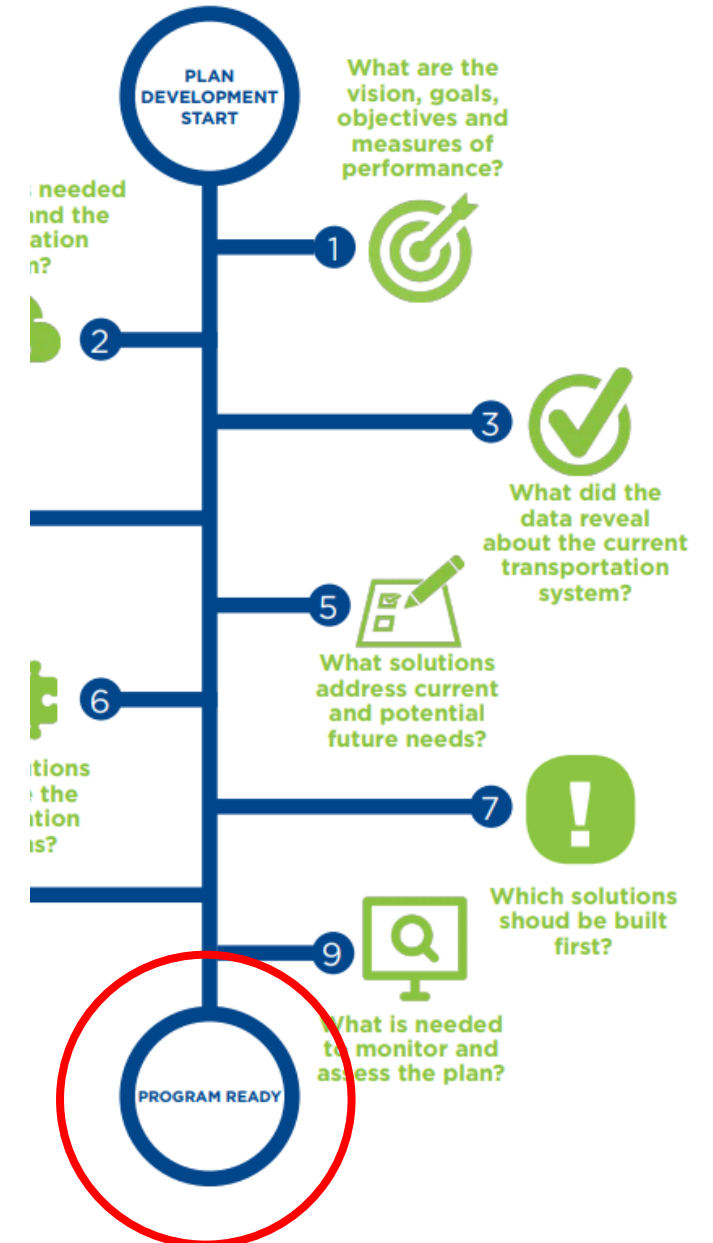 PLAN
DEVELOPMENT
START
What are the
vision, goals,
objectives and
measures of
performance?
1
needed
and the
ation
2
3
What did the
data reveal
about the current
transportation
system?
5
What solutions
address current
and potential
future needs?
6
utions
the
ation
7
!
Which solutions
shoud be built
first?
9
What is needed
to monitor and
assess the plan?
PROGRAM READY